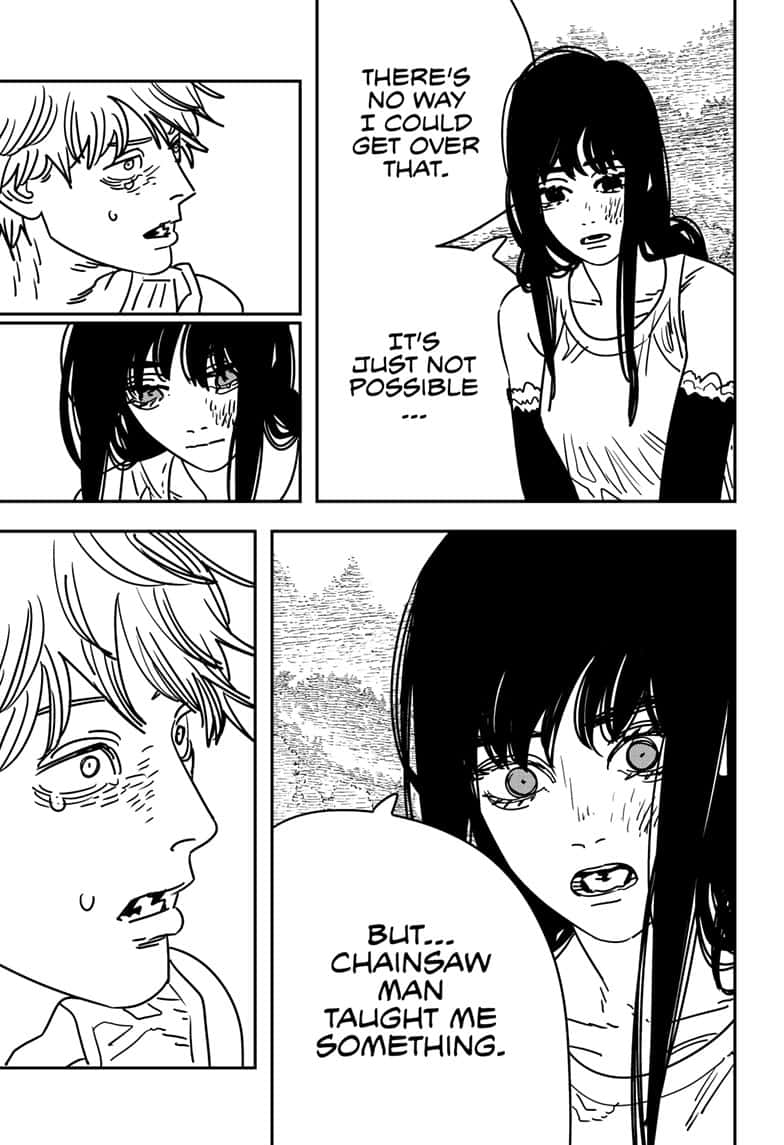 THERE'S
NO WAY
I COULD
GET OVER
THAT.
IT'S
JUST NOT
POSSIBLE
...
BUT...
CHAINSAW
MAN
TAUGHT ME
SOMETHING.